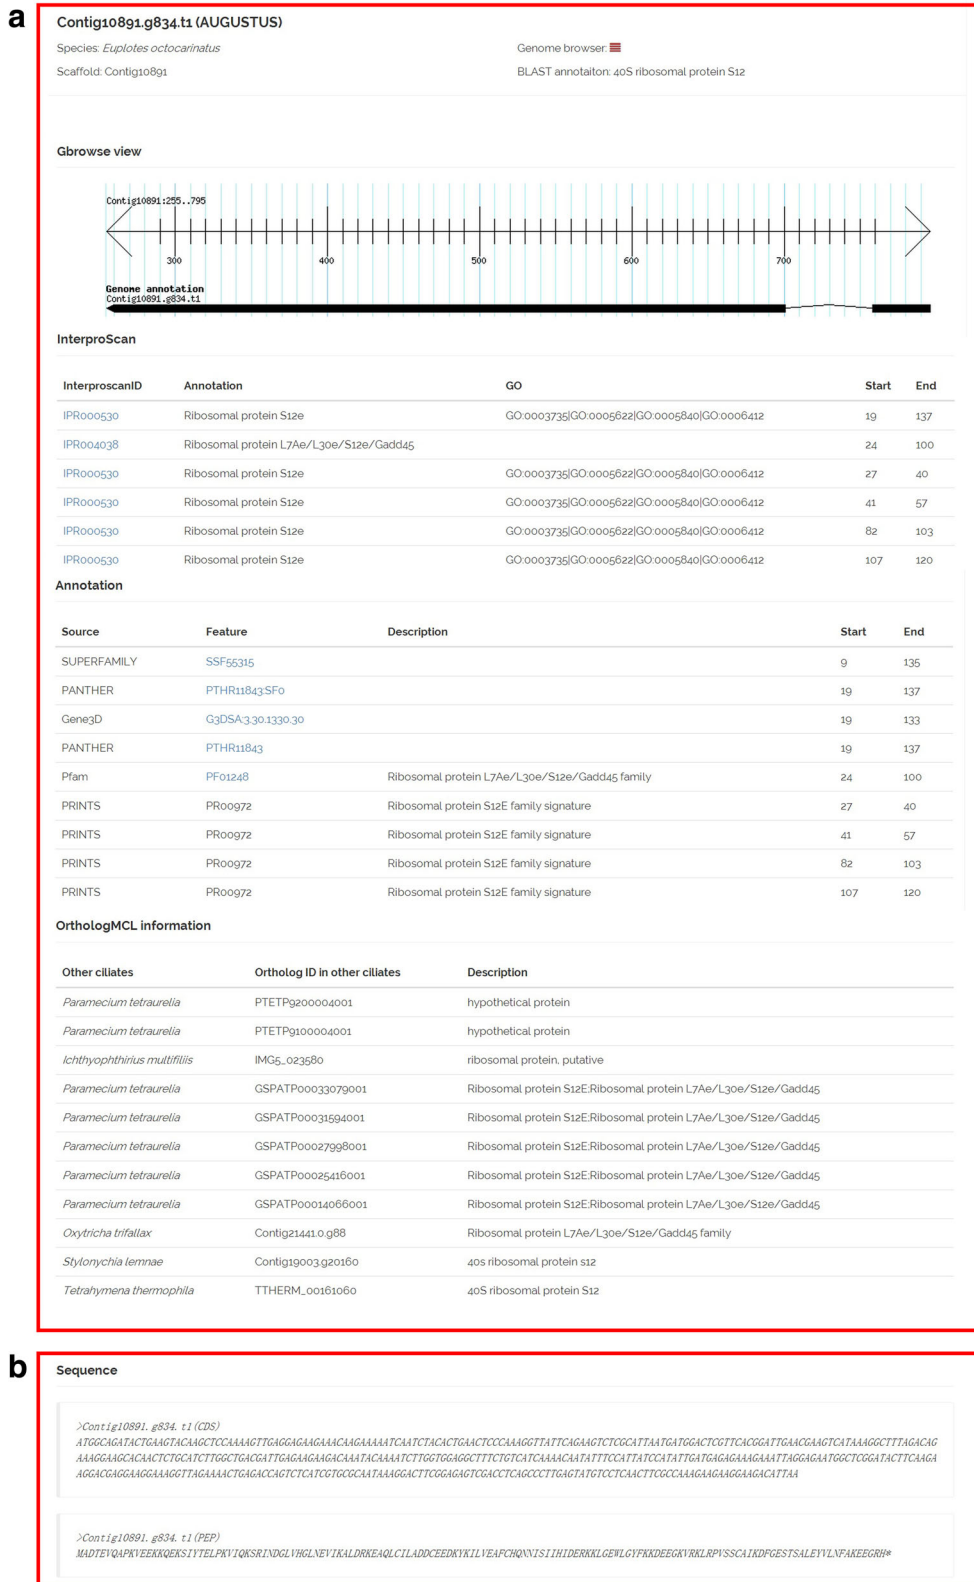 a
Contig10891.g834.t1 (AUGUSTUS)
Species: Euplotes octocarinatus Genome browser:
Scaffold: Contig10891 BLAST annotaiton: 40S ribosomal protein S12
Gbrowse view
Contig10891:255..795
300 400 500 600 700
Genome annotation
Contig10891.g834.t1
InterproScan
InterproscanID Annotation GO Start End
IPR000530 Ribosomal protein S12e GO:0003735|GO:0005622|GO:0005840|GO:0006412 19 137
IPR004038 Ribosomal protein L7Ae/L30e/S12e/Gadd45 24 100
IPR000530 Ribosomal protein S12e GO:0003735|GO:0005622|GO:0005840|GO:0006412 27 40
IPR000530 Ribosomal protein S12e GO:0003735|GO:0005622|GO:0005840|GO:0006412 41 57
IPR000530 Ribosomal protein S12e GO:0003735|GO:0005622|GO:0005840|GO:0006412 82 103
IPR000530 Ribosomal protein S12e GO:0003735|GO:0005622|GO:0005840|GO:0006412 107 120
Annotation
Source Feature Description Start End
SUPERFAMILY SSF55315 9 135
PANTHER PTHR11843:SF0 19 137
Gene3D G3DSA:3.30.1330.30 19 133
PANTHER PTHR11843 19 137
Pfam PF01248 Ribosomal protein L7Ae/L30e/S12e/Gadd45 family 24 100
PRINTS PR00972 Ribosomal protein S12E family signature 27 40
PRINTS PR00972 Ribosomal protein S12E family signature 41 57
PRINTS PR00972 Ribosomal protein S12E family signature 82 103
PRINTS PR00972 Ribosomal protein S12E family signature 107 120
OrthologMCL information
Other ciliates Ortholog ID in other ciliates Description
Paramecium tetraurelia PTETP9200004001 hypothetical protein
Paramecium tetraurelia PTETP9100004001 hypothetical protein
Ichthyophthirius multifiliis IMG5_023580 ribosomal protein, putative
Paramecium tetraurelia GSPATP00033079001 Ribosomal protein S12E;Ribosomal protein L7Ae/L30e/S12e/Gadd45
Paramecium tetraurelia GSPATP00031594001 Ribosomal protein S12E;Ribosomal protein L7Ae/L30e/S12e/Gadd45
Paramecium tetraurelia GSPATP00027998001 Ribosomal protein S12E;Ribosomal protein L7Ae/L30e/S12e/Gadd45
Paramecium tetraurelia GSPATP00025416001 Ribosomal protein S12E;Ribosomal protein L7Ae/L30e/S12e/Gadd45
Paramecium tetraurelia GSPATP00014066001 Ribosomal protein S12E;Ribosomal protein L7Ae/L30e/S12e/Gadd45
Oxytricha trifallax Contig21441.0.g88 Ribosomal protein L7Ae/L30e/S12e/Gadd45 family
Stylonychia lemnae Contig19003.g20160 40s ribosomal protein s12
Tetrahymena thermophila TTHERM_00161060 40S ribosomal protein S12
b
Sequence
>Contig10891.g834.t1(CDS)
ATGGCAGATACTGAAGTACAAGCTCCAAAAGTTGAGGAGAAGAAACAAGAAAAATCAATCTACACTGAACTCCCAAAGGTTATTCAGAAGTCTCGCATTAATGATGGACTCGTTCACGGATTGAACGAAGTCATAAAGGCTTTAGACAG
AAAGGAAGCACAACTCTGCATCTTGGCTGACGATTGAGAAGAAGACAAATACAAAATCTTGGTGGAGGCTTTCTGTCATCAAAACAATATTTCCATTATCCATATTGATGAGAGAAAGAAATTAGGAGAATGGCTCGGATACTTCAAGA
AGGACGAGGAAGGAAAGGTTAGAAAACTGAGACCAGTCTCATCGTGCGCAATAAAGGACTTCGGAGAGTCGACCTCAGCCCTTGAGTATGTCCTCAACTTCGCCAAAGAAGAAGGAAGACATTAA
>Contig10891.g834.t1(PEP)
MADTEVQAPKVEEKKQEKSIYTELPKVIQKSRINDGLVHGLNEVIKALDRKEAQLCILADDCEEDKYKILVEAFCHQNNISIIHIDERKKLGEWLGYFKKDEEGKVRKLRPVSSCAIKDFGESTSALEYVLNFAKEEGRH*